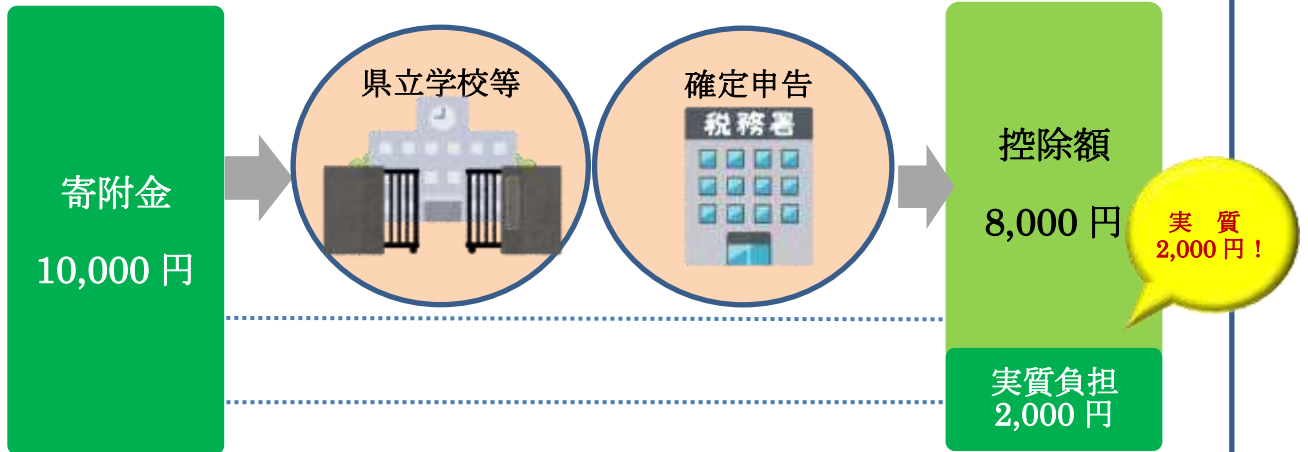 寄附金
10,000 円
県立学校等
確定申告
税務署
控除額
8,000 円
実　質
2,000 円！
実質負担
2,000 円